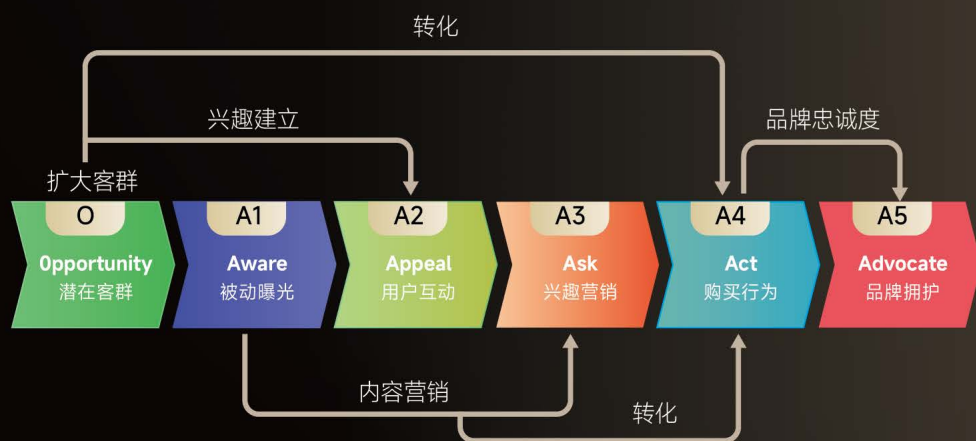 转化
兴趣建立
品牌忠诚度
扩大客群
O
A1
A2
A3
A4
A5
0pportunity
Aware
Appeal
Ask
Act
Advocate
潜在客群
被动曝光
用户互动
兴趣营销
购买行为
品牌拥护
内容营销
转化